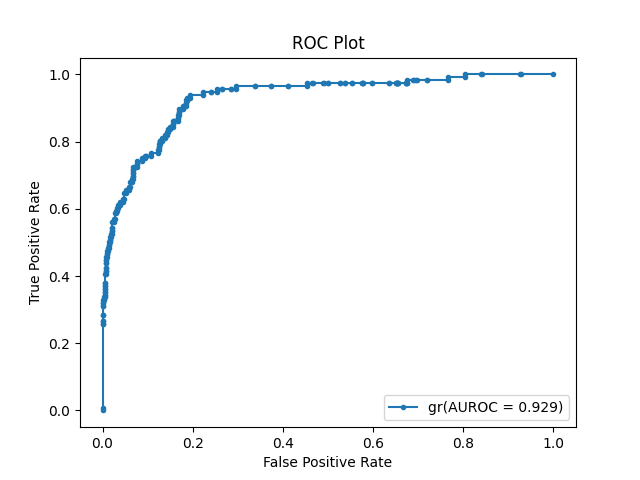 ROC Plot
True Positive Rate
1.0
0.8
0.6
0.4
0.2
0.0
gr(AUROC = 0.929)
0.0 0.2 0.4 0.6 0.8 1.0
False Positive Rate